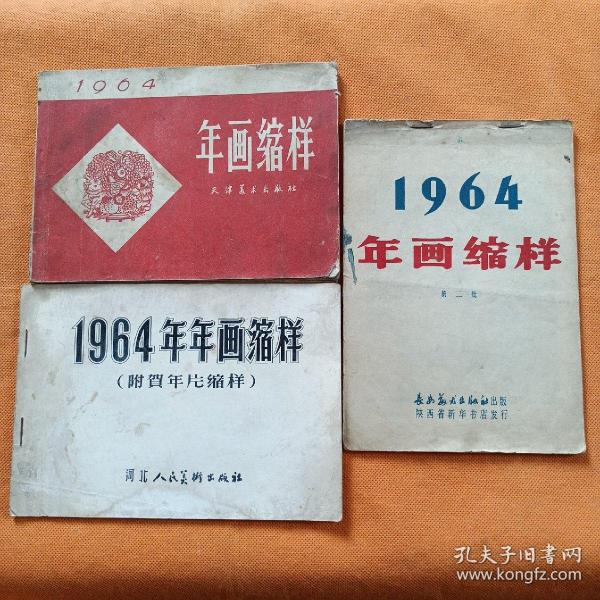 1964
年画缩样
天津美术出版社
1964
年画缩样
第二批
长安美术出版社出版
陕西省新华书店发行
1964年年画缩样
(附賀年片缩样)
河北人民美術出版社
孔夫子旧书网
www.kongfz.com